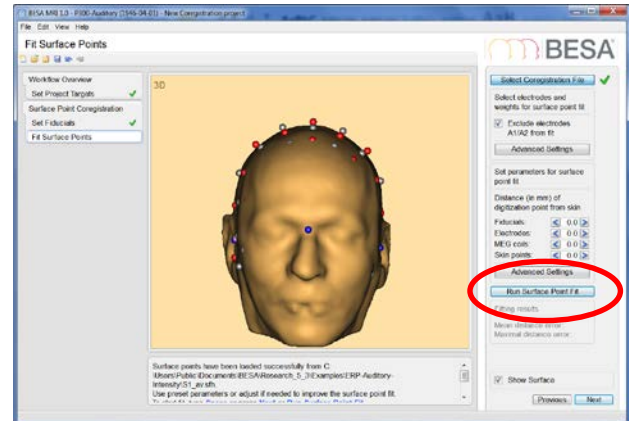 BESA MRI 1.0 - P300-Auditory (1546-04-01) - New Coregistration project
File Edit View Help
Fit Surface Points
BESA
Workflow Overview
Set Project Targets
Surface Point Coregistration
Set Fiducials
Fit Surface Points
3D
Surface points have been loaded successfully from C:
\Users\Public\Documents\BESA\Research_5_3\Examples\ERP-Auditory-
Intensity\S1_av.sfh.
Use preset parameters or adjust if needed to improve the surface point fit.
Select Coregistration File
Select electrodes and
weights for surface point fit
Exclude electrodes
A1/A2 from fit
Advanced Settings
Set parameters for surface
point fit
Distance (in mm) of
digitization point from skin
Fiducials: 0.0
Electrodes: 0.0
MEG coils: 0.0
Skin points: 0.0
Advanced Settings
Run Surface Point Fit
Fitting results
Mean distance error:
Maximal distance error:
Show Surface
Previous Next